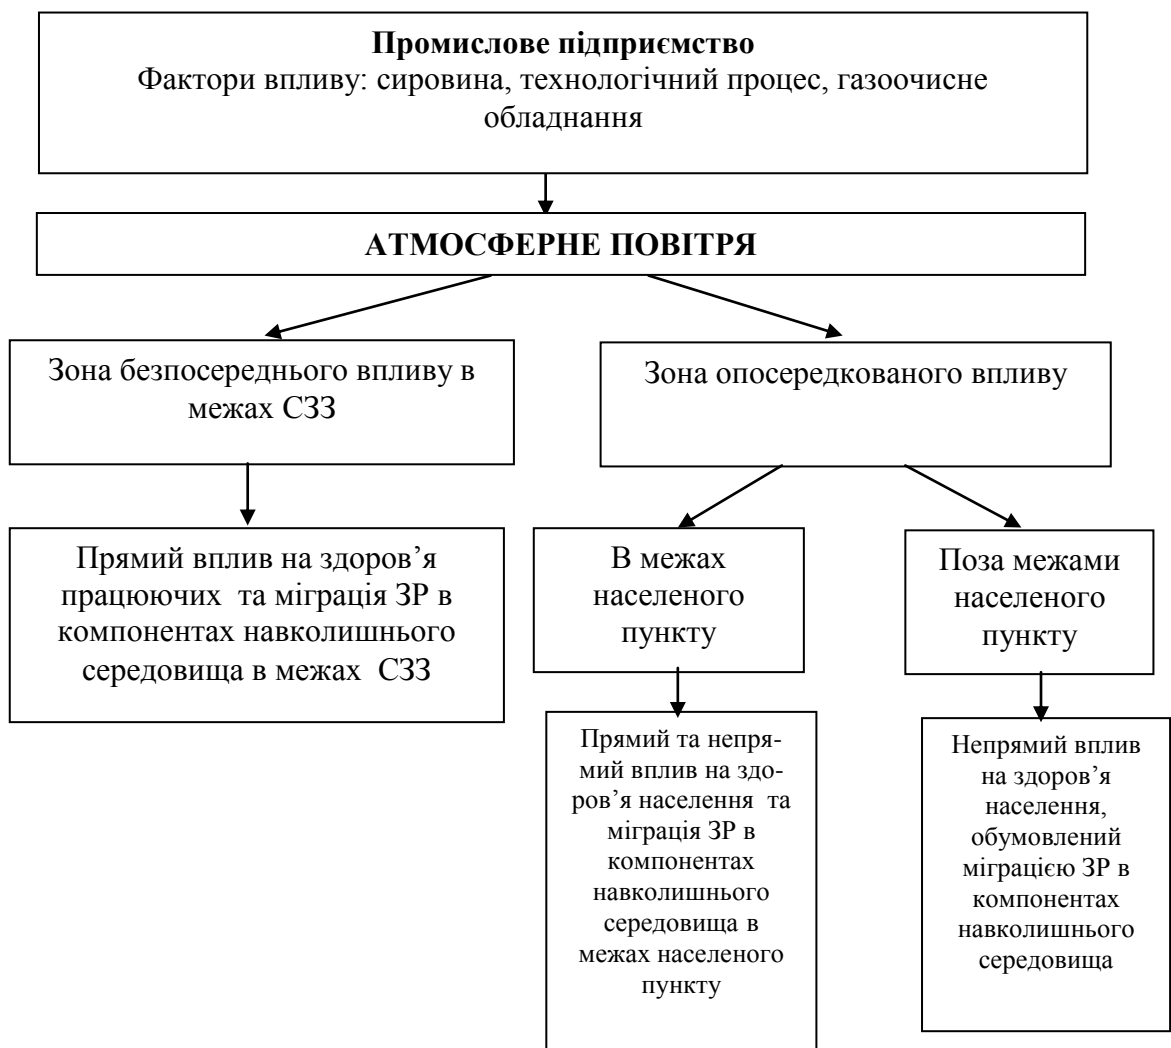 Промислове підприємство
Фактори впливу: сировина, технологічний процес, газоочисне
обладнання
АТМОСФЕРНЕ ПОВІТРЯ
Зона безпосереднього впливу в
межах СЗЗ
Зона опосередкованого впливу
Прямий вплив на здоров’я
працюючих та міграція ЗР в
компонентах навколишнього
середовища в межах СЗЗ
В межах
населеного
пункту
Поза межами
населеного
пункту
Прямий та непря-
мий вплив на здо-
ров’я населення та
міграція ЗР в
компонентах
навколишнього
середовища в
межах населеного
пункту
Непрямий вплив
на здоров’я
населення,
обумовлений
міграцією ЗР в
компонентах
навколишнього
середовища